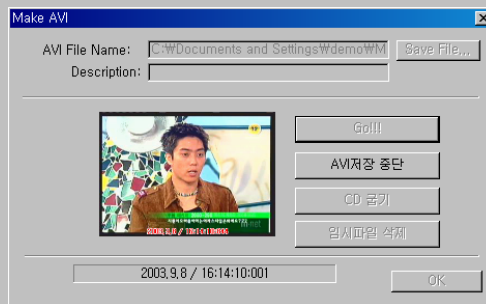 Make AVI
AVI File Name: C:₩Documents and Settings₩demo₩M Save File...
Description:
Go!!!
AVI저장 중단
CD 굽기
임시파일 삭제
2003,9,8 / 16:14:10:001
OK